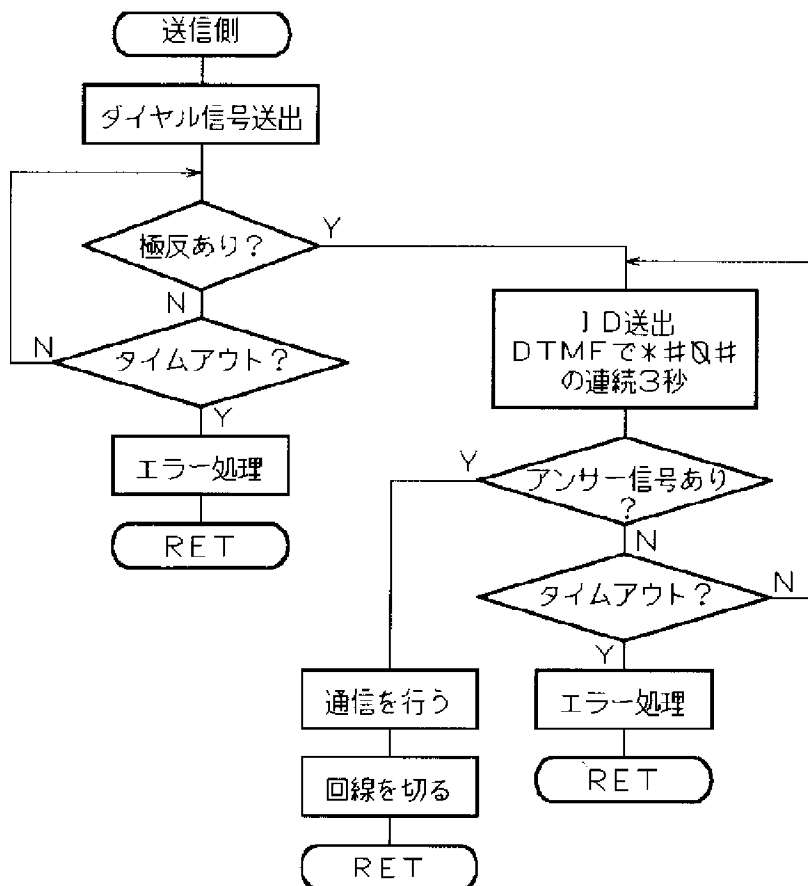 送信側
ダイヤル信号送出
極反あり?
Y
N
タイムアウト?
N
Y
エラー処理
RET
ID送出
DTMFで*#0#
の連続3秒
アンサー信号あり
?
Y
N
タイムアウト?
N
Y
通信を行う
エラー処理
回線を切る
RET
RET